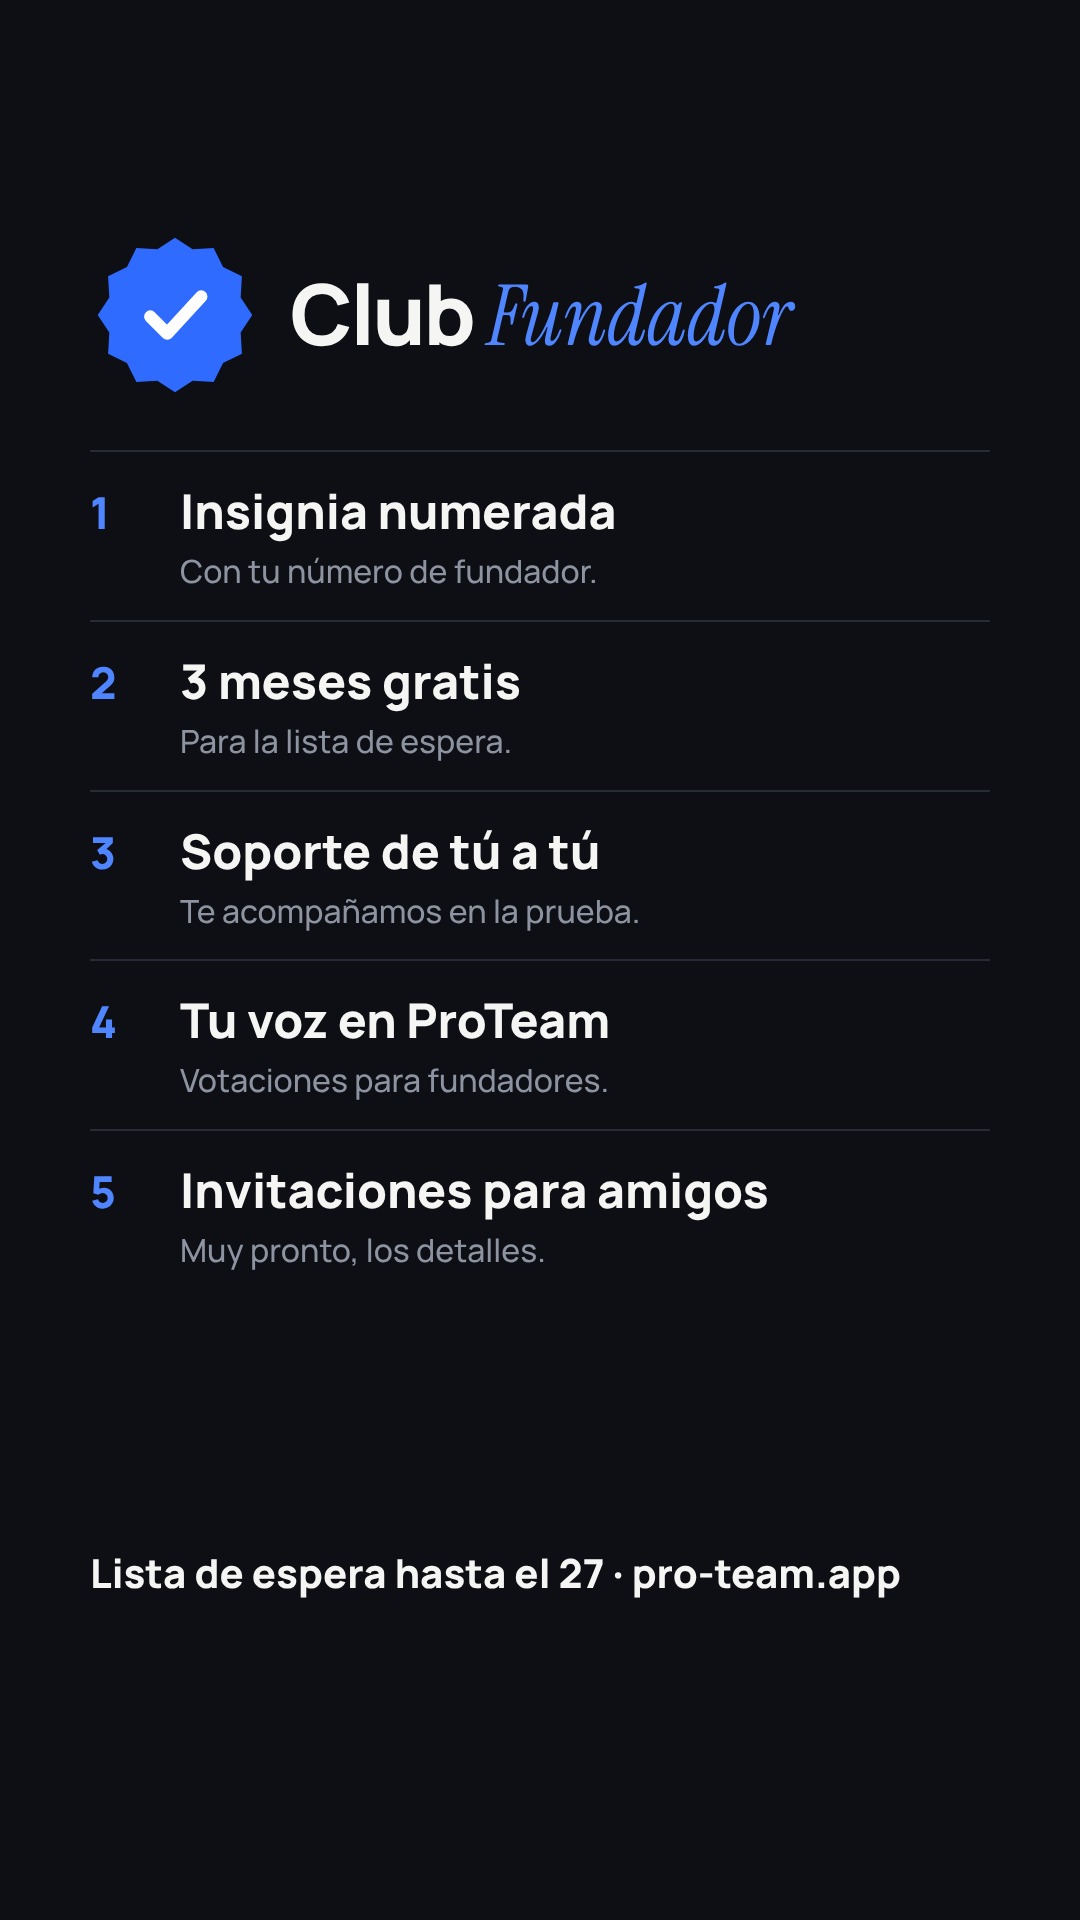 Club Fundador
1 Insignia numerada
Con tu número de fundador.
2 3 meses gratis
Para la lista de espera.
3 Soporte de tú a tú
Te acompañamos en la prueba.
4 Tu voz en ProTeam
Votaciones para fundadores.
5 Invitaciones para amigos
Muy pronto, los detalles.
Lista de espera hasta el 27 · pro-team.app